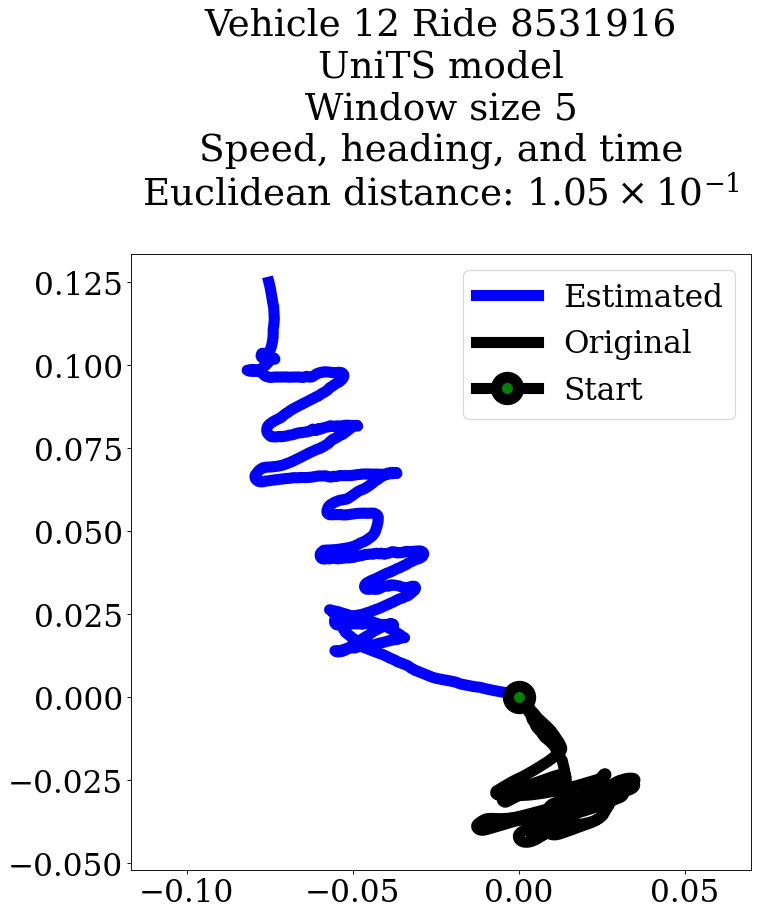 Vehicle 12 Ride 8531916
UniTS model
Window size 5
Speed, heading, and time
Euclidean distance: 1.05 × 10⁻¹
Estimated
Original
Start
0.125
0.100
0.075
0.050
0.025
0.000
−0.025
−0.050
−0.10 −0.05 0.00 0.05